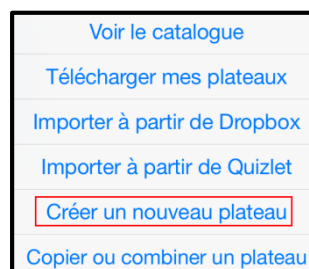 Voir le catalogue
Télécharger mes plateaux
Importer à partir de Dropbox
Importer à partir de Quizlet
Créer un nouveau plateau
Copier ou combiner un plateau